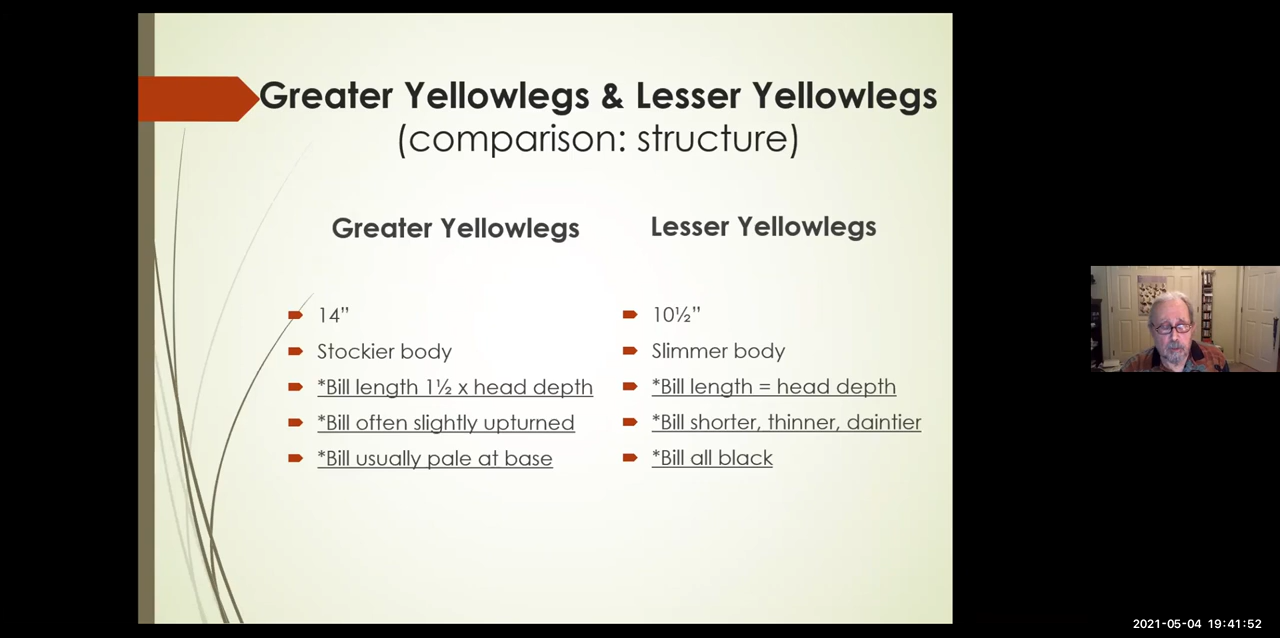 Greater Yellowlegs & Lesser Yellowlegs
(comparison: structure)
Greater Yellowlegs
14”
Stockier body
*Bill length 1½ x head depth
*Bill often slightly upturned
*Bill usually pale at base
Lesser Yellowlegs
10½”
Slimmer body
*Bill length = head depth
*Bill shorter, thinner, daintier
*Bill all black
2021-05-04 19:41:52